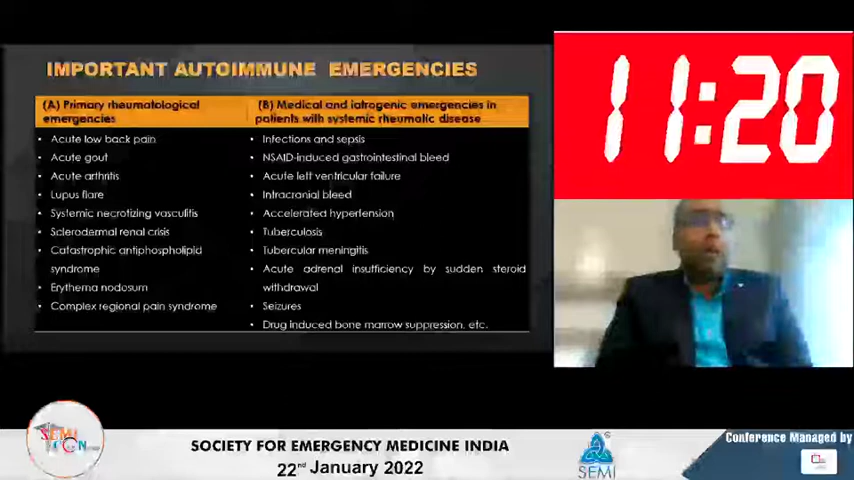 IMPORTANT AUTOIMMUNE EMERGENCIES
(A) Primary rheumatological
emergencies
• Acute low back pain
• Acute gout
• Acute arthritis
• Lupus flare
• Systemic necrotizing vasculitis
• Sclerodermal renal crisis
• Catastrophic antiphospholipid
syndrome
• Erythema nodosum
• Complex regional pain syndrome
(B) Medical and iatrogenic emergencies in
patients with systemic rheumatic disease
• Infections and sepsis
• NSAID-induced gastrointestinal bleed
• Acute left ventricular failure
• Intracranial bleed
• Accelerated hypertension
• Tuberculosis
• Tubercular meningitis
• Acute adrenal insufficiency by sudden steroid
withdrawal
• Seizures
• Drug induced bone marrow suppression, etc.
11:20
SOCIETY FOR EMERGENCY MEDICINE INDIA
22nd January 2022
SEMI
Conference Managed by